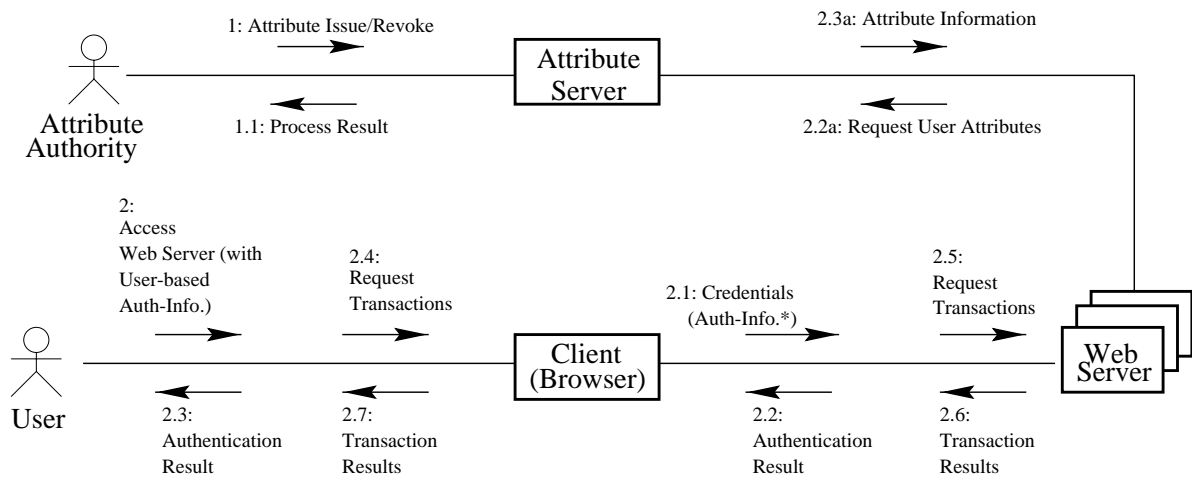 1: Attribute Issue/Revoke
2.3a: Attribute Information
Attribute
Server
Attribute
Authority
1.1: Process Result
2.2a: Request User Attributes
2:
Access
Web Server (with
User-based
Auth-Info.)
2.4:
Request
Transactions
2.1: Credentials
(Auth-Info.*)
2.5:
Request
Transactions
Client
(Browser)
Web
Server
User
2.3:
Authentication
Result
2.7:
Transaction
Results
2.2:
Authentication
Result
2.6:
Transaction
Results